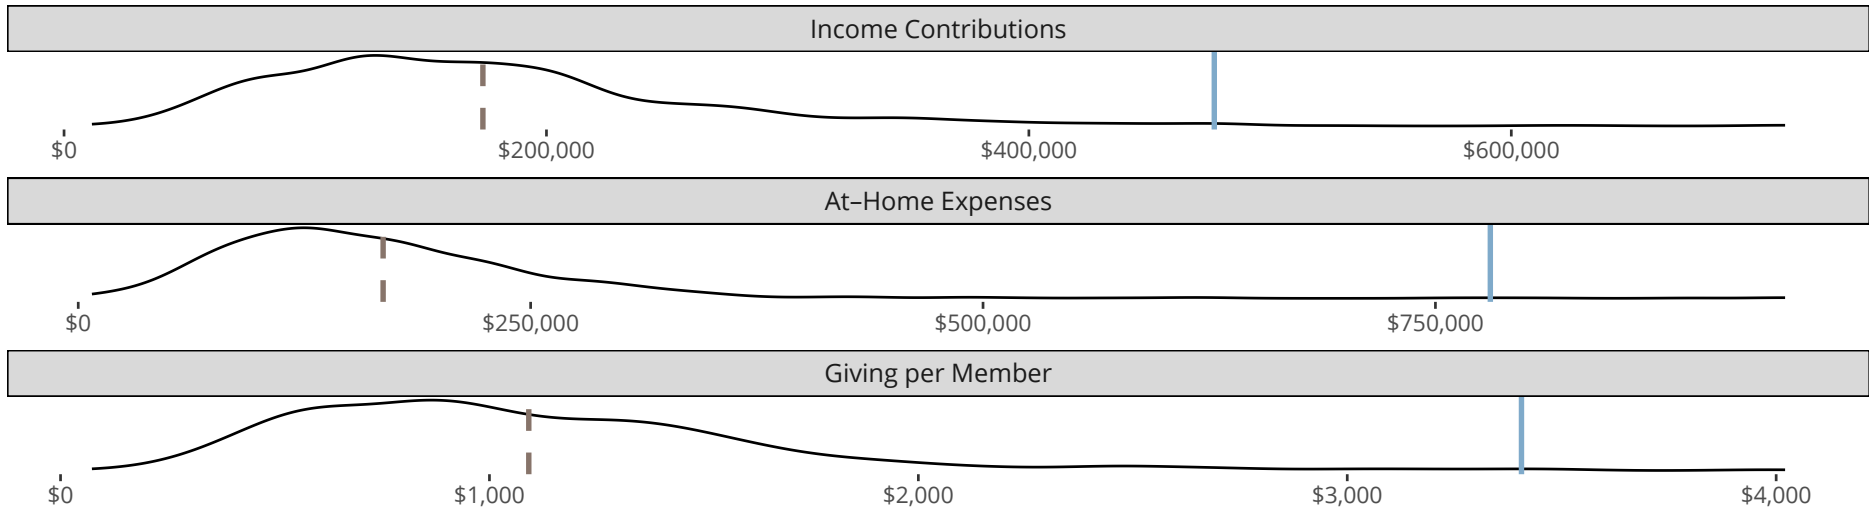 Income Contributions
$0 $200,000 $400,000 $600,000
At–Home Expenses
$0 $250,000 $500,000 $750,000
Giving per Member
$0 $1,000 $2,000 $3,000 $4,000